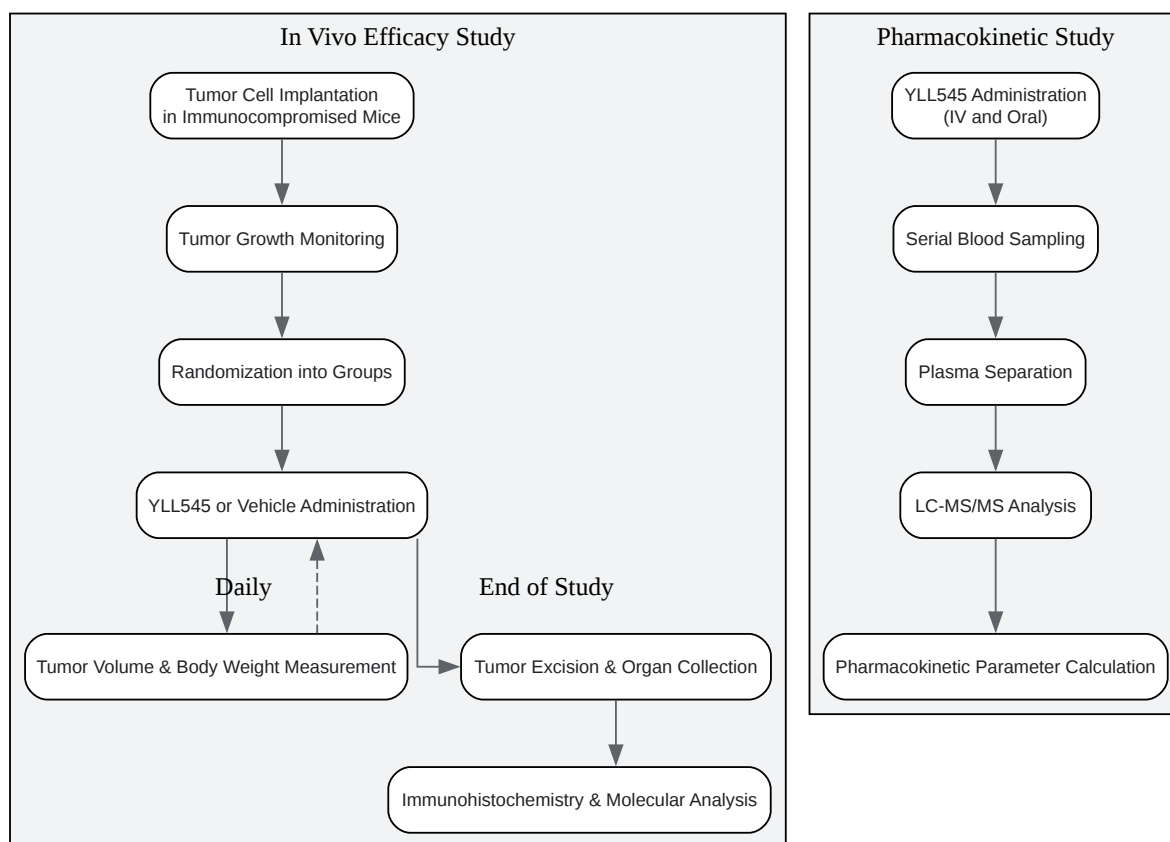 In Vivo Efficacy Study
Tumor Cell Implantation
in Immunocompromised Mice
Tumor Growth Monitoring
Randomization into Groups
YLL545 or Vehicle Administration
Daily
End of Study
Tumor Volume & Body Weight Measurement
Tumor Excision & Organ Collection
Immunohistochemistry & Molecular Analysis
Pharmacokinetic Study
YLL545 Administration
(IV and Oral)
Serial Blood Sampling
Plasma Separation
LC-MS/MS Analysis
Pharmacokinetic Parameter Calculation